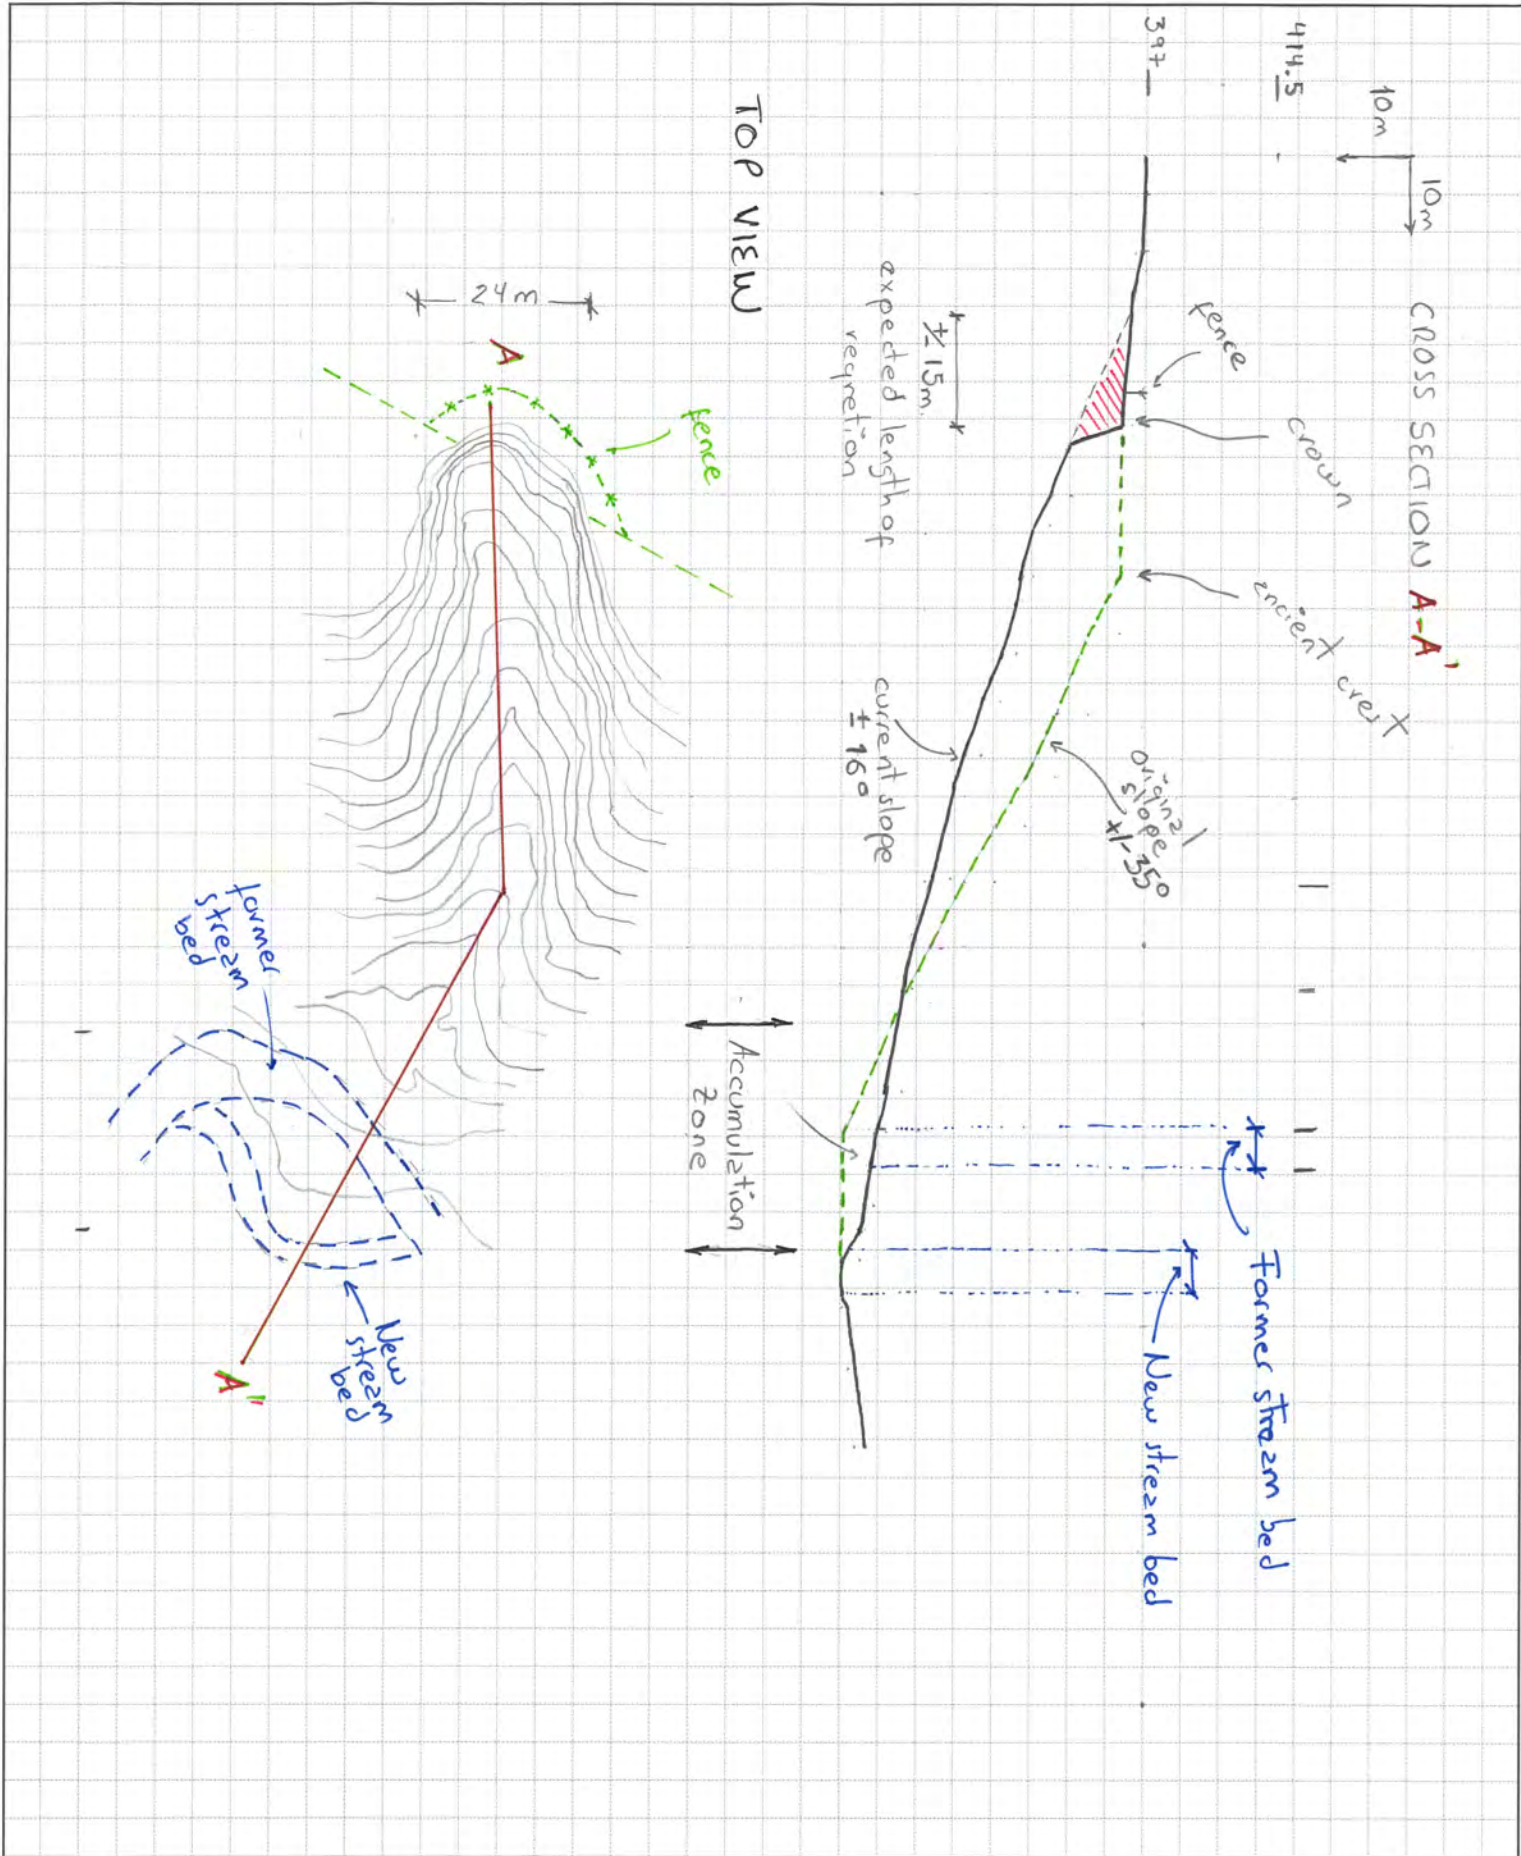 CROSS SECTION A-A'
10m
10m
414.5
397
fence
crown
ancient crest
original
slope
+/-35°
Former stream bed
New stream bed
± 15m
expected length of
regretion
current slope
± 16°
Accumulation
zone
TOP VIEW
24m
A
fence
former
stream
bed
New
stream
bed
A''